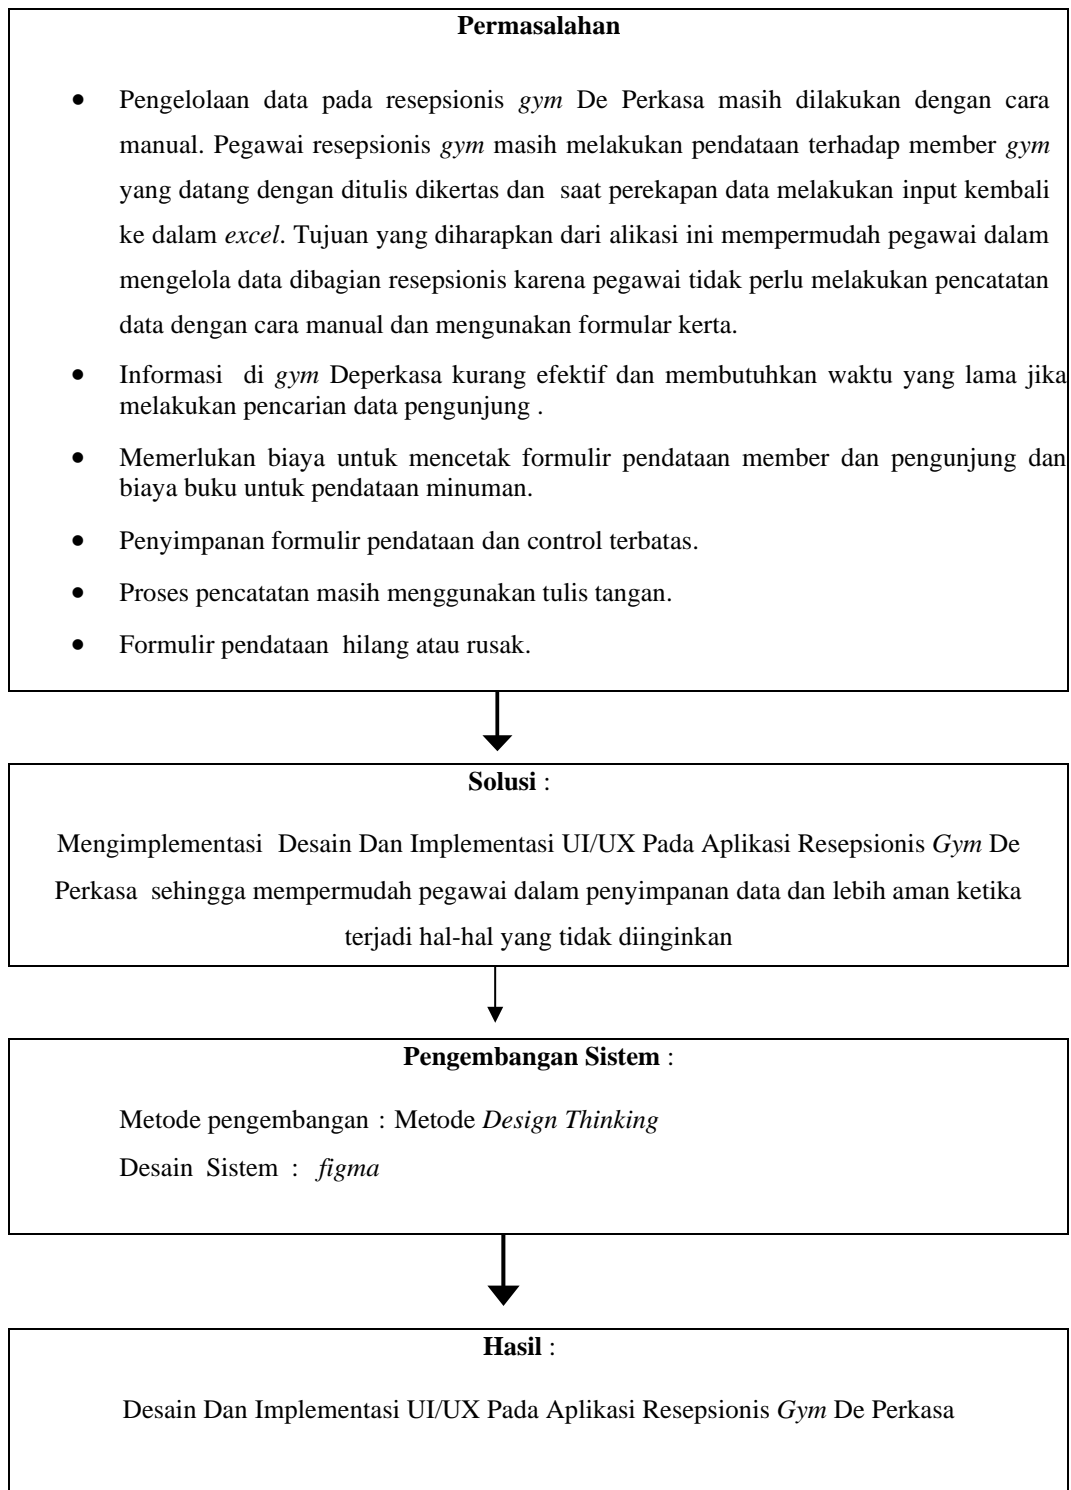 Permasalahan
• Pengelolaan data pada resepsionis gym De Perkasa masih dilakukan dengan cara
manual. Pegawai resepsionis gym masih melakukan pendataan terhadap member gym
yang datang dengan ditulis dikertas dan saat perekapan data melakukan input kembali
ke dalam excel. Tujuan yang diharapkan dari alikasi ini mempermudah pegawai dalam
mengelola data dibagian resepsionis karena pegawai tidak perlu melakukan pencatatan
data dengan cara manual dan mengunakan formular kerta.
• Informasi di gym Deperkasa kurang efektif dan membutuhkan waktu yang lama jika
melakukan pencarian data pengunjung .
• Memerlukan biaya untuk mencetak formulir pendataan member dan pengunjung dan
biaya buku untuk pendataan minuman.
• Penyimpanan formulir pendataan dan control terbatas.
• Proses pencatatan masih menggunakan tulis tangan.
• Formulir pendataan hilang atau rusak.
Solusi :
Mengimplementasi Desain Dan Implementasi UI/UX Pada Aplikasi Resepsionis Gym De
Perkasa sehingga mempermudah pegawai dalam penyimpanan data dan lebih aman ketika
terjadi hal-hal yang tidak diinginkan
Pengembangan Sistem :
Metode pengembangan : Metode Design Thinking
Desain Sistem : figma
Hasil :
Desain Dan Implementasi UI/UX Pada Aplikasi Resepsionis Gym De Perkasa